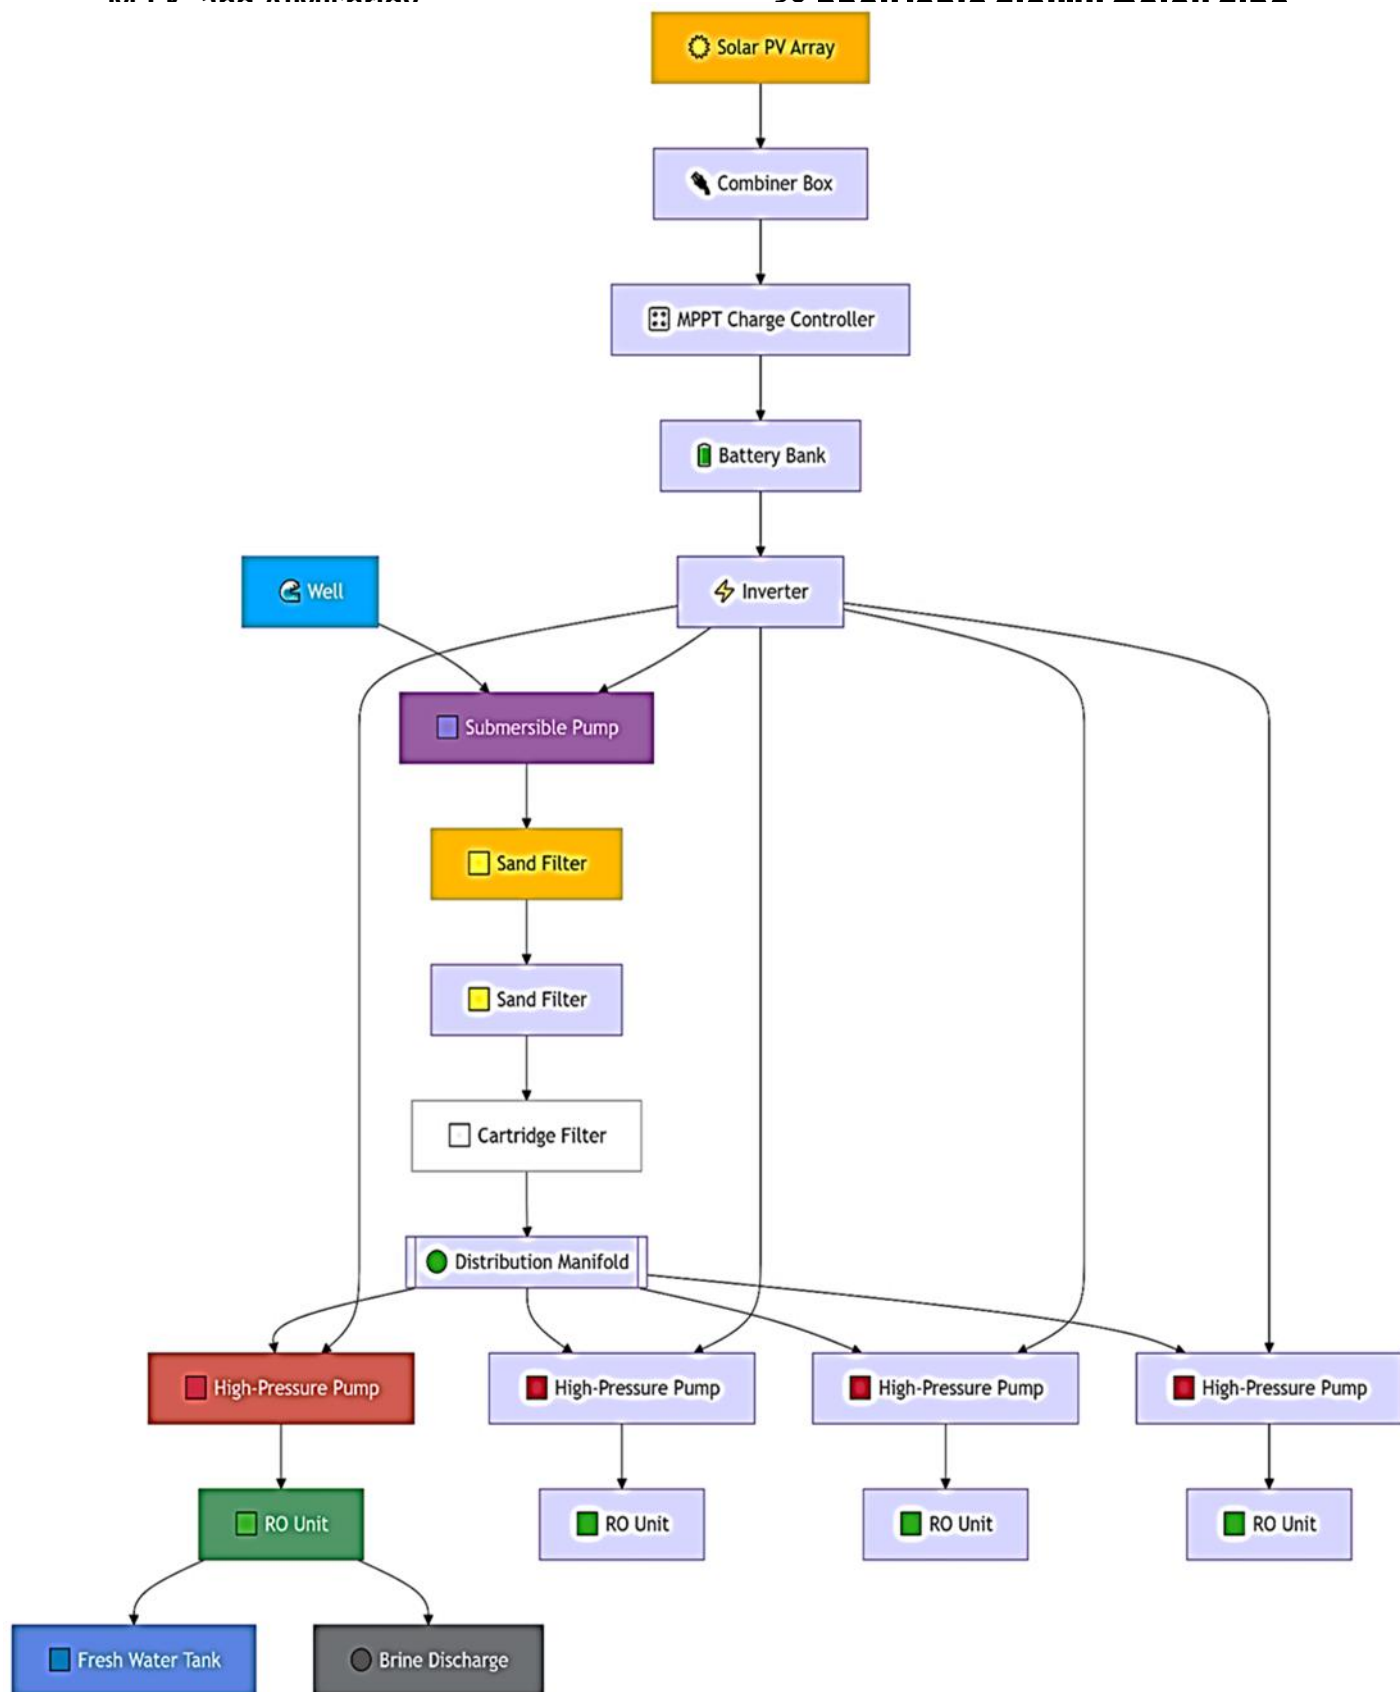 Solar PV Array
Combiner Box
MPPT Charge Controller
Battery Bank
Well
Inverter
Submersible Pump
Sand Filter
Sand Filter
Cartridge Filter
Distribution Manifold
High-Pressure Pump
High-Pressure Pump
High-Pressure Pump
High-Pressure Pump
RO Unit
RO Unit
RO Unit
RO Unit
Fresh Water Tank
Brine Discharge